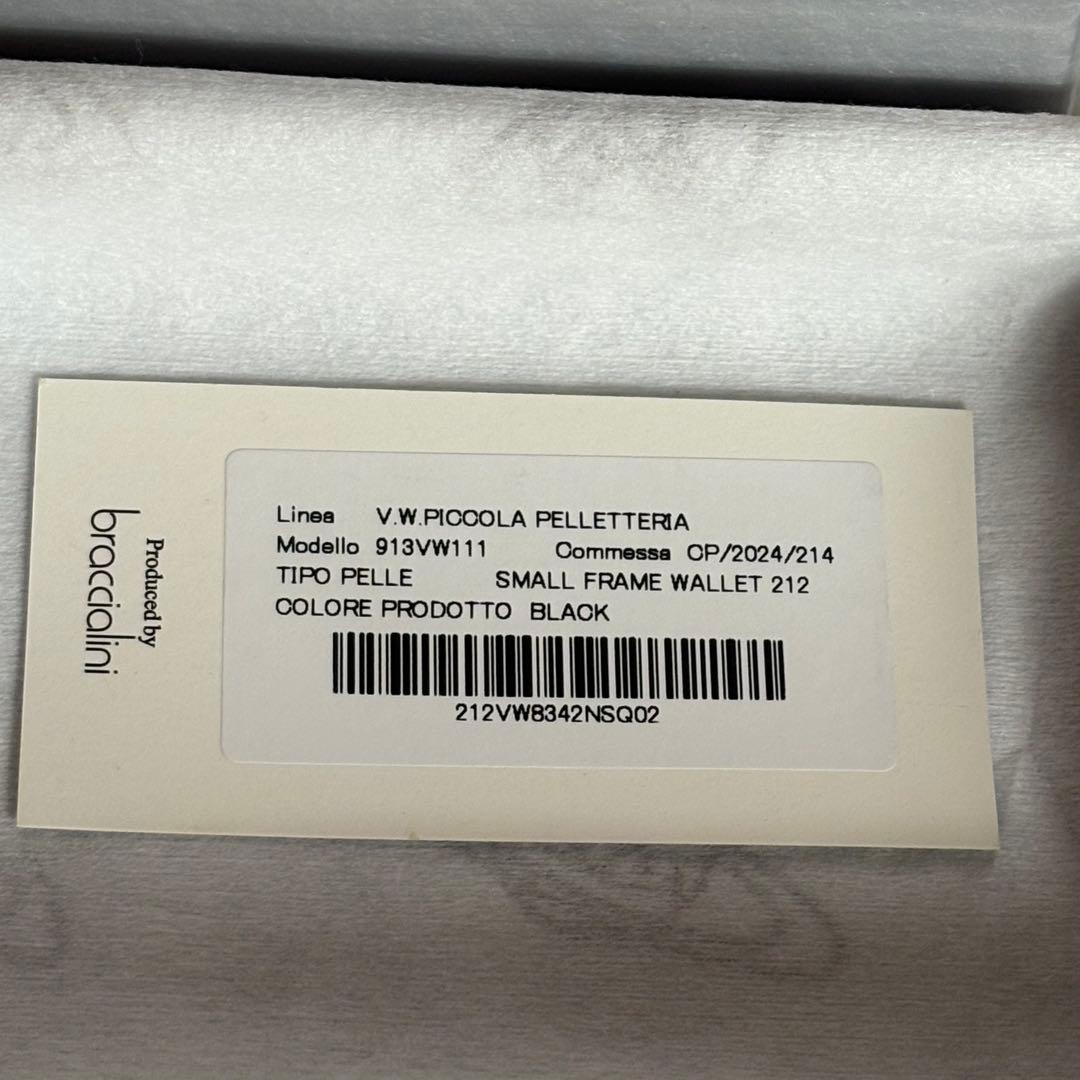 Produced by
braccialini
Linea V.W.PICCOLA PELLETTERIA
Modello 913VW111 Commessa CP/2024/214
TIPO PELLE SMALL FRAME WALLET 212
COLORE PRODOTTO BLACK
212VW8342NSQ02